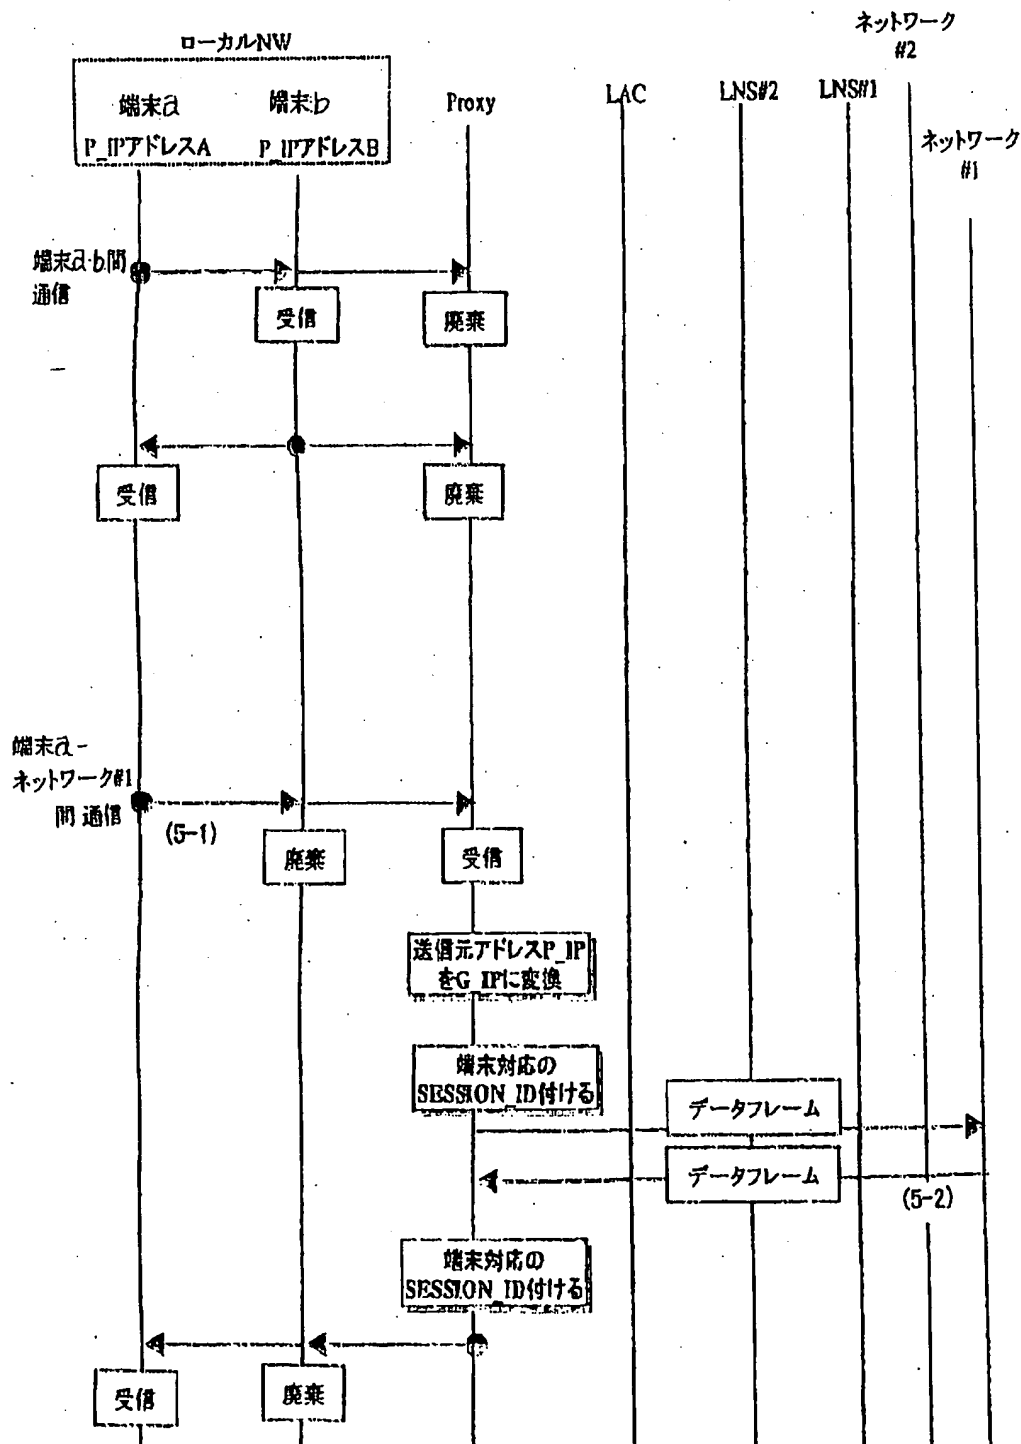 ネットワーク
#2
ローカルNW
端末a
端末b
Proxy
LAC
LNS#2
LNS#1
P_IPアドレスA
P_IPアドレスB
ネットワーク
#1
端末a-b間
通信
受信
廃棄
受信
廃棄
端末a-
ネットワーク#1
間 通信
(5-1)
廃棄
受信
送信元アドレスP_IP
をG_IPに変換
端末対応の
SESSION_ID付ける
データフレーム
データフレーム
(5-2)
端末対応の
SESSION_ID付ける
受信
廃棄